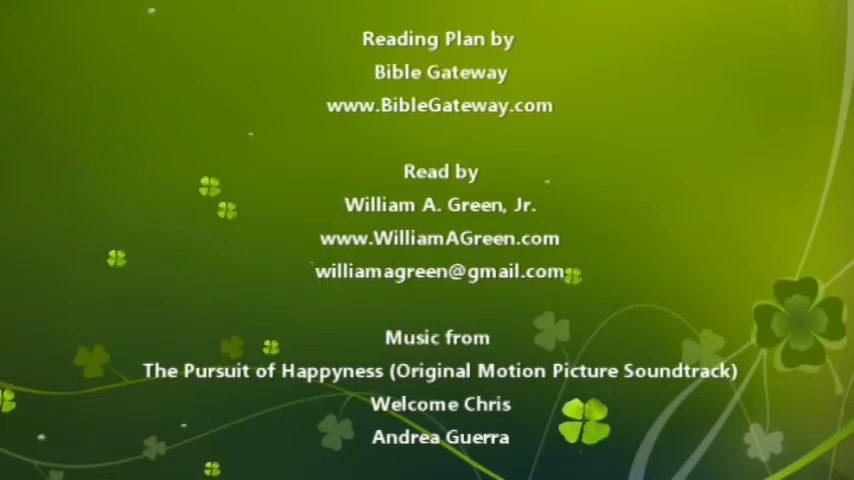 Reading Plan by
Bible Gateway
www.BibleGateway.com
Read by
William A. Green, Jr.
www.WilliamAGreen.com
williamagreen@gmail.com
Music from
The Pursuit of Happyness (Original Motion Picture Soundtrack)
Welcome Chris
Andrea Guerra